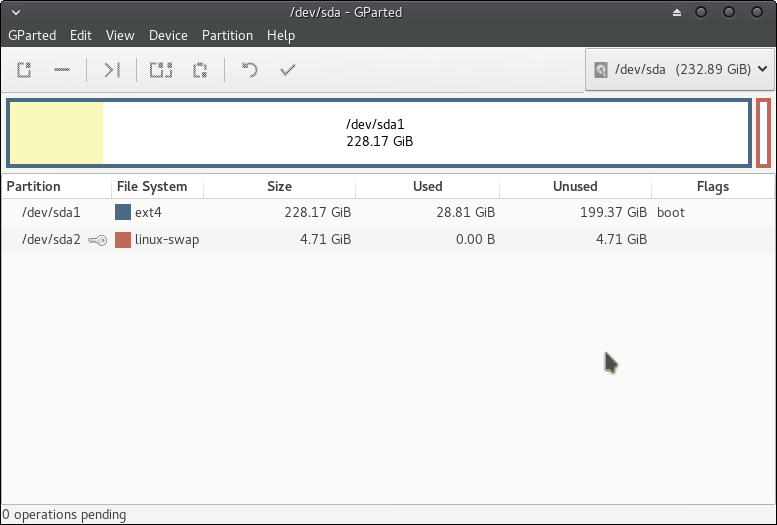 /dev/sda - GParted
GParted Edit View Device Partition Help
/dev/sda (232.89 GiB)
/dev/sda1
228.17 GiB
Partition File System Size Used Unused Flags
/dev/sda1 ext4 228.17 GiB 28.81 GiB 199.37 GiB boot
/dev/sda2 linux-swap 4.71 GiB 0.00 B 4.71 GiB
0 operations pending